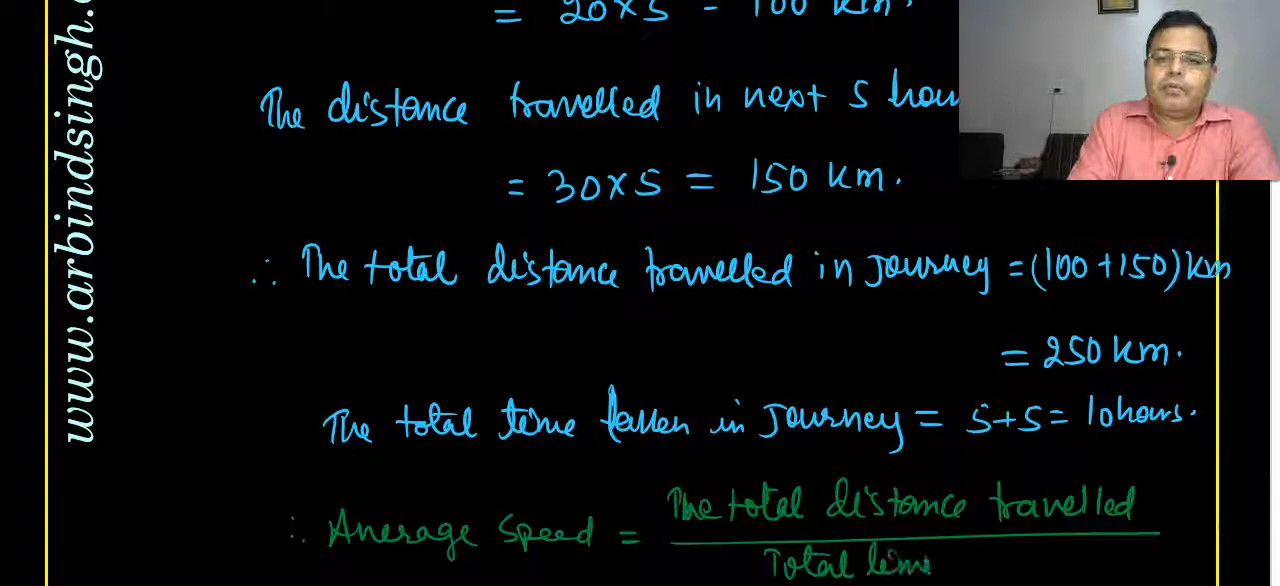 = 20×5 = 100 km.
The distance travelled in next 5 hou
= 30×5 = 150 km.
∴ The total distance travelled in journey = (100+150) km
= 250 km.
The total time taken in journey = 5+5 = 10 hours.
∴ Average speed = The total distance travelled
Total time
www.arbindsingh.